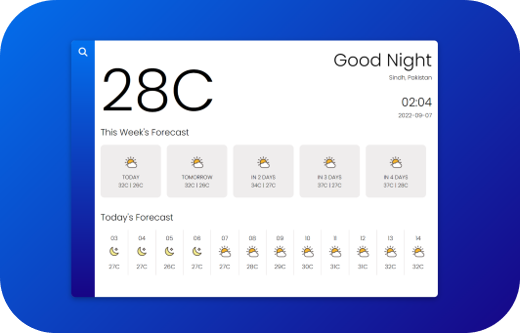 Good Night
Sindh, Pakistan
28C
02:04
2022-09-07
This Week's Forecast
TODAY TOMORROW IN 2 DAYS IN 3 DAYS IN 4 DAYS
32C | 26C 32C | 26C 34C | 27C 37C | 27C 37C | 28C
Today's Forecast
03 04 05 06 07 08 09 10 11 12 13 14
27C 27C 26C 27C 27C 28C 29C 30C 31C 31C 32C 32C